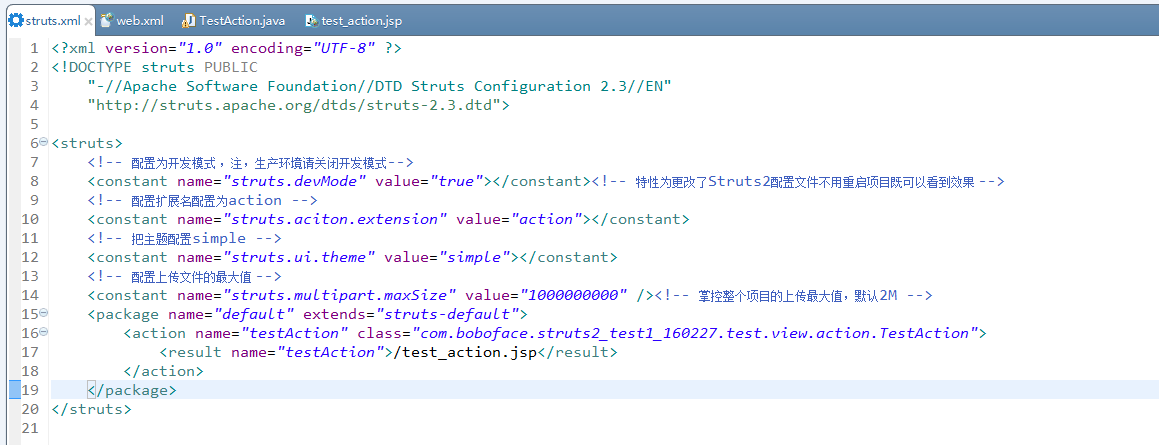 struts.xml web.xml TestAction.java test_action.jsp
1 <?xml version="1.0" encoding="UTF-8" ?>
2 <!DOCTYPE struts PUBLIC
3 "-//Apache Software Foundation//DTD Struts Configuration 2.3//EN"
4 "http://struts.apache.org/dtds/struts-2.3.dtd">
5
6 <struts>
7 <!-- 配置为开发模式，注，生产环境请关闭开发模式-->
8 <constant name="struts.devMode" value="true"></constant><!-- 特性为更改了Struts2配置文件不用重启项目既可以看到效果 -->
9 <!-- 配置扩展名配置为action -->
10 <constant name="struts.aciton.extension" value="action"></constant>
11 <!-- 把主题配置simple -->
12 <constant name="struts.ui.theme" value="simple"></constant>
13 <!-- 配置上传文件的最大值 -->
14 <constant name="struts.multipart.maxSize" value="1000000000" /><!-- 掌控整个项目的上传最大值，默认2M -->
15 <package name="default" extends="struts-default">
16 <action name="testAction" class="com.boboface.struts2_test1_160227.test.view.action.TestAction">
17 <result name="testAction">/test_action.jsp</result>
18 </action>
19 </package>
20 </struts>
21